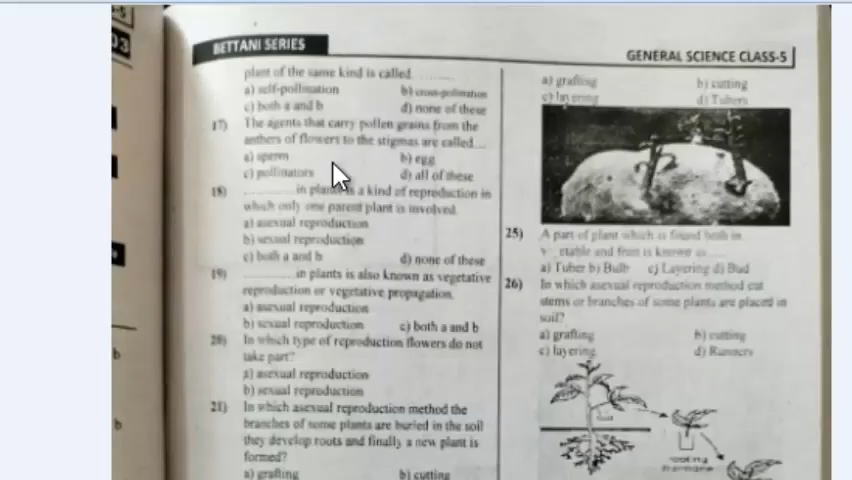 BETTANI SERIES
GENERAL SCIENCE CLASS-5
plant of the same kind is called ........
a) self-pollination b) cross-pollination
c) both a and b d) none of these
17) The agents that carry pollen grains from the
anthers of flowers to the stigmas are called....
a) sperm b) egg
c) pollinators d) all of these
18) ............ in plants is a kind of reproduction in
which only one parent plant is involved.
a) asexual reproduction
b) sexual reproduction
c) both a and b d) none of these
19) ............ in plants is also known as vegetative
reproduction or vegetative propagation.
a) asexual reproduction
b) sexual reproduction c) both a and b
20) In which type of reproduction flowers do not
take part?
a) asexual reproduction
b) sexual reproduction
21) In which asexual reproduction method the
branches of some plants are buried in the soil
they develop roots and finally a new plant is
formed?
a) grafting b) cutting
a) grafting b) cutting
c) layering d) Tubers
25) A part of plant which is found both in
etable and fruit is known as
a) Tuber b) Bulb c) Layering d) Bud
26) In which asexual reproduction method cut
stems or branches of some plants are placed in
soil?
a) grafting b) cutting
c) layering d) Runners
rooting
hormone
03
b
b